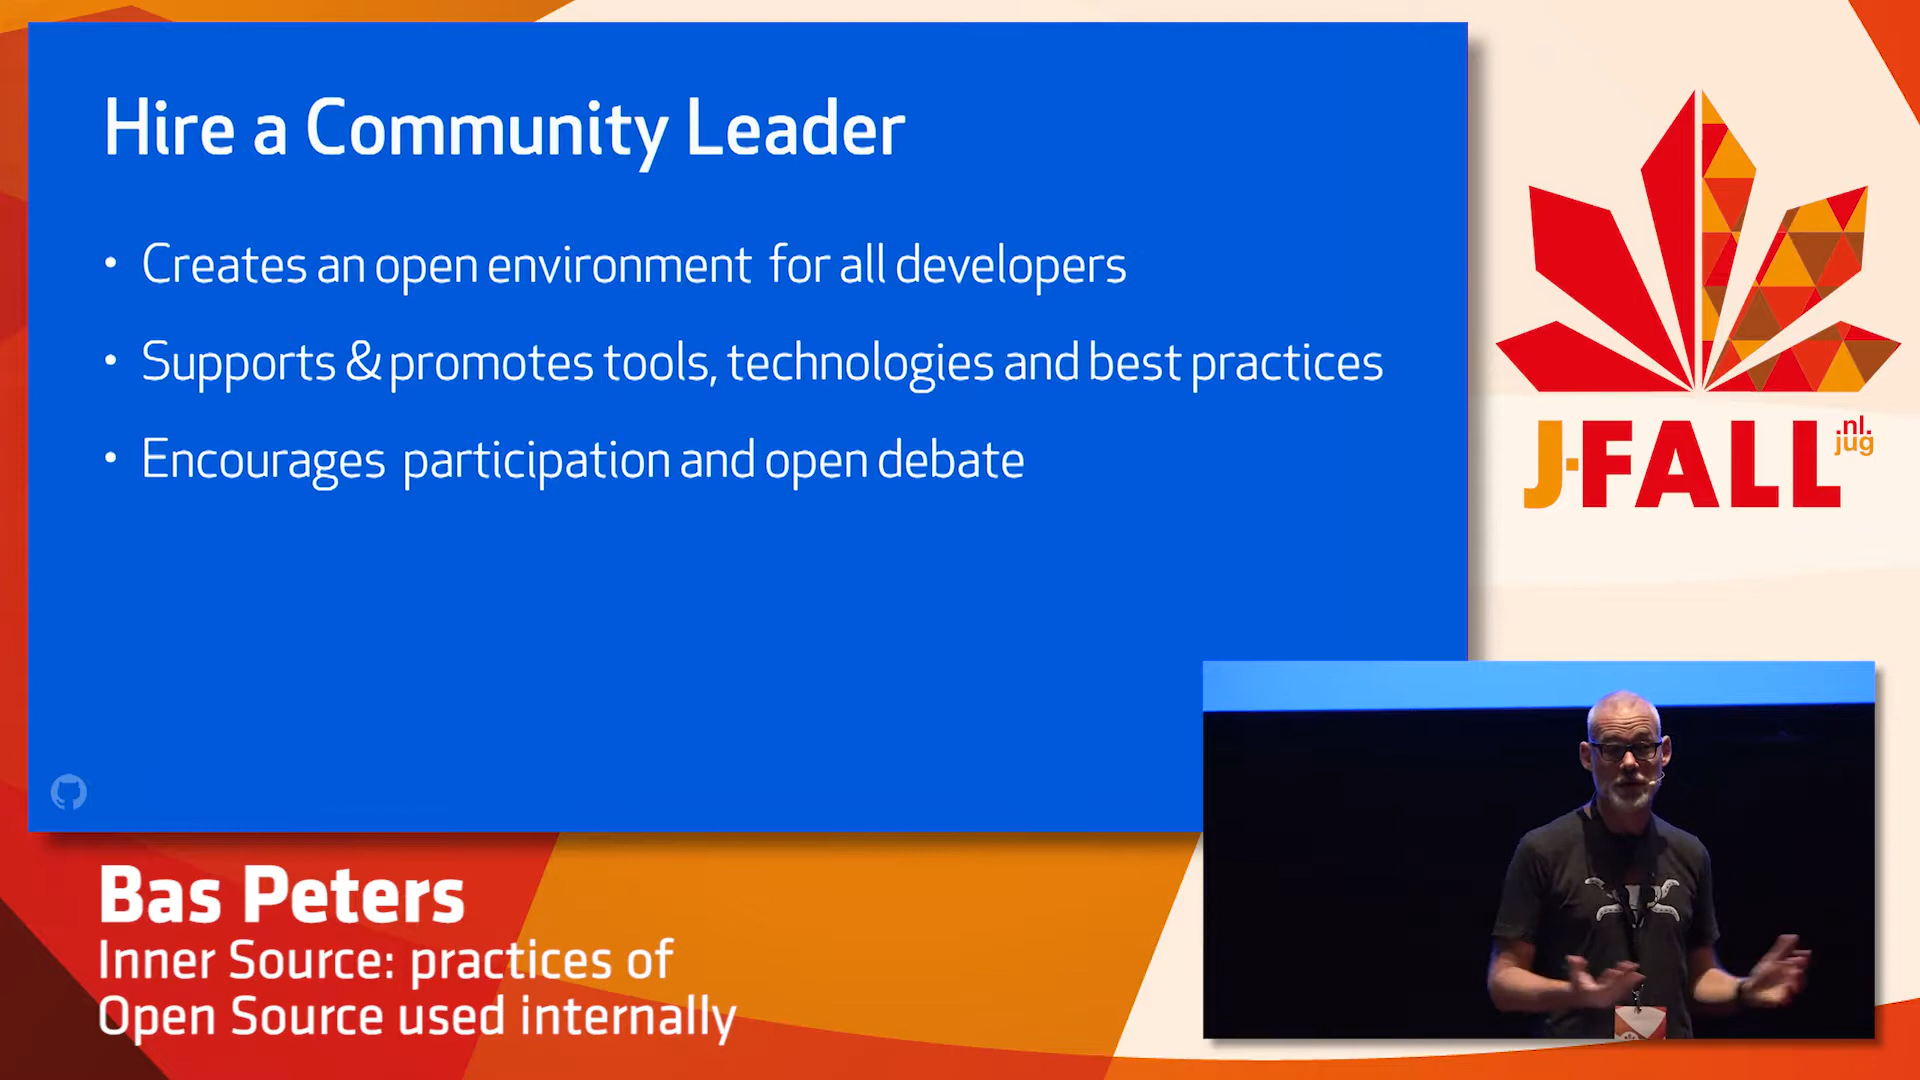 Hire a Community Leader
• Creates an open environment for all developers
• Supports & promotes tools, technologies and best practices
• Encourages participation and open debate
J-FALL
.nl.
jug
Bas Peters
Inner Source: practices of
Open Source used internally